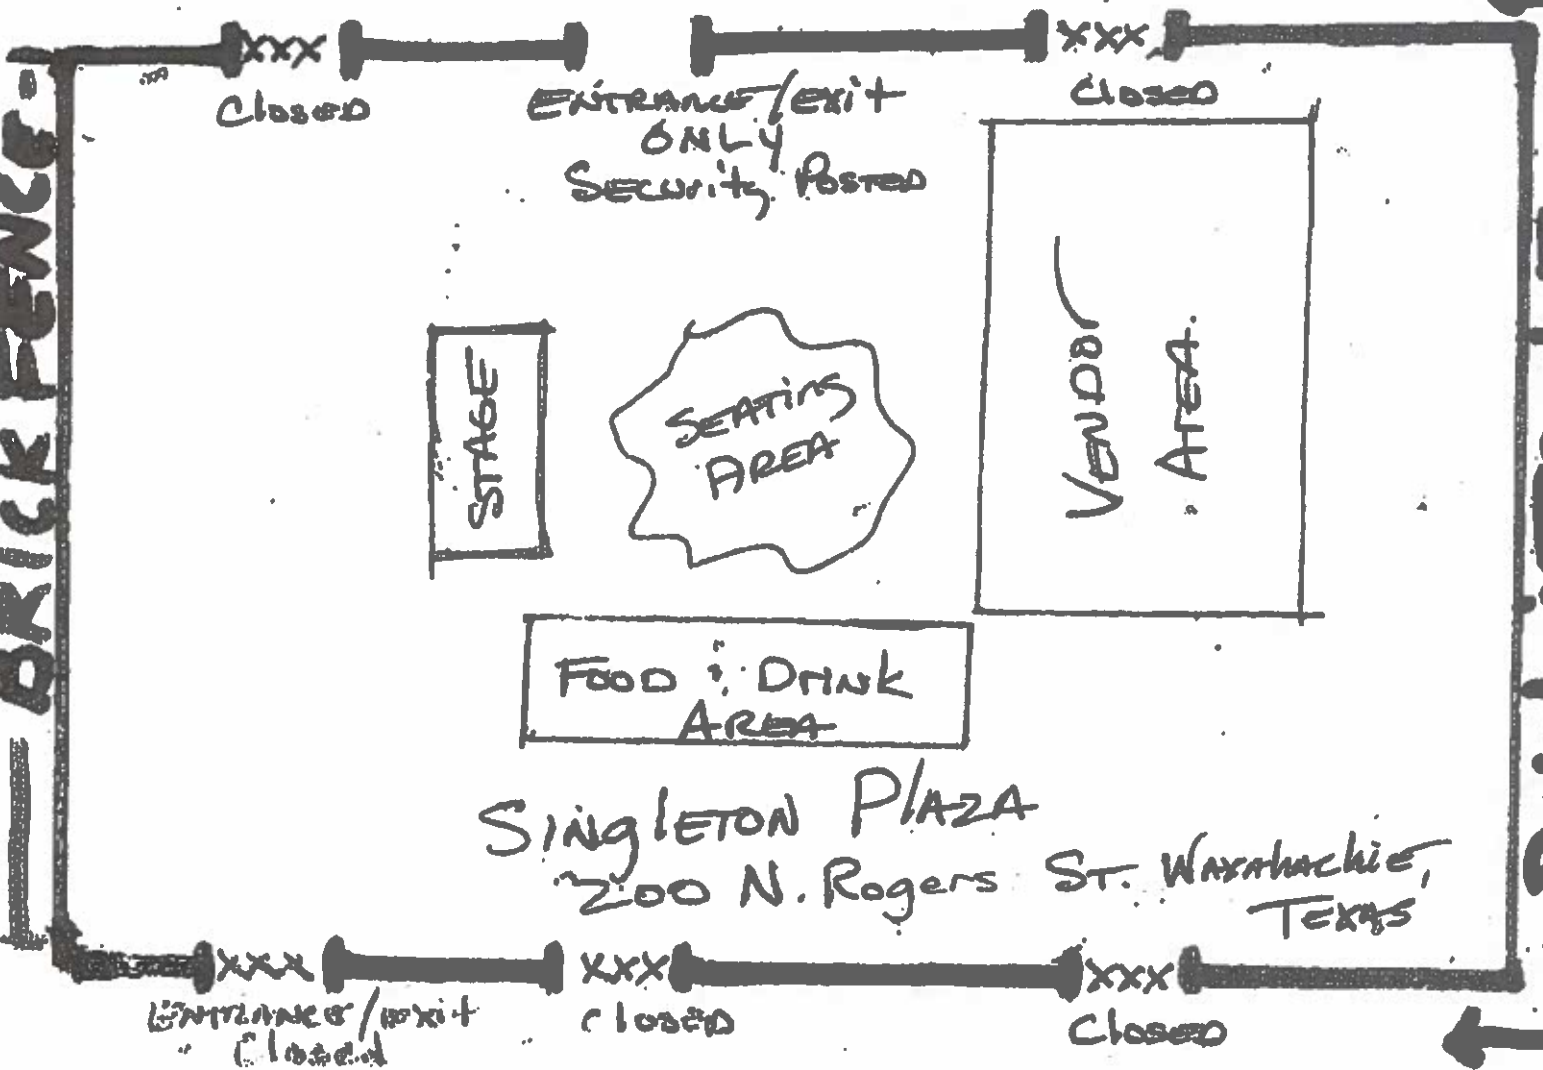 xxx
xxx
Closed
ENTRANCE/exit
ONLY
Security Posted
Closed
BRICK FENCE
STAGE
SEATING
AREA
VENDOr
AREA.
FOOD & Drink
AREA
SINGLETON PLAZA
200 N. Rogers ST. Waxahachie,
TEXAS
xxx
xxx
xxx
ENTRANCE/exit
Closed
Closed
Closed